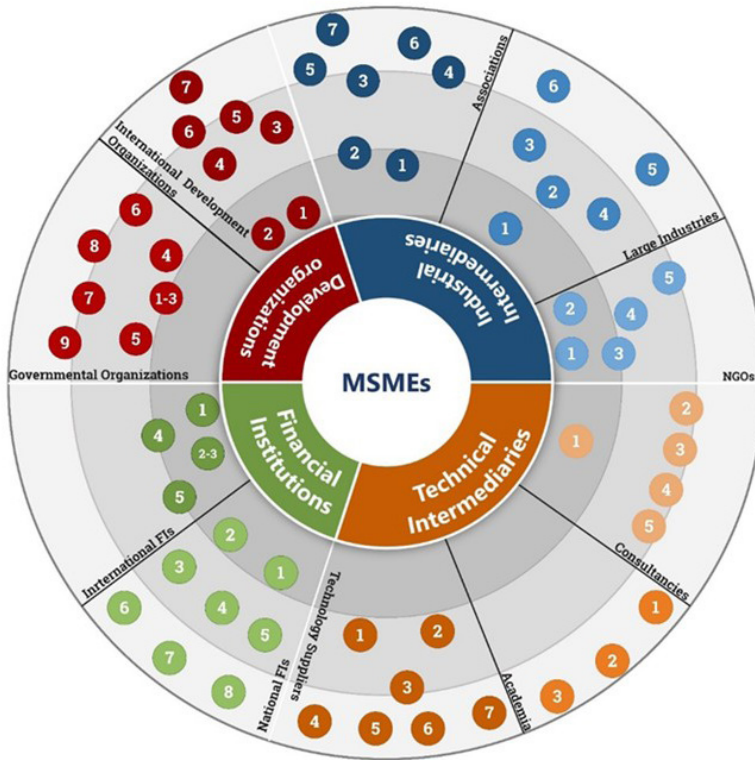 MSMEs
Development
organizations
Industrial
Intermediaries
Technical
Intermediaries
Financial
Institutions
International Development
Organizations
1
2
3
4
5
6
7
Associations
1
2
3
4
5
6
7
Large Industries
1
2
3
4
5
6
NGOs
1
2
3
4
5
Consultancies
1
2
3
4
5
Academia
1
2
3
Technology Suppliers
1
2
3
4
5
6
7
National FIs
1
2
3
4
5
6
7
8
Inrternational FIs
1
2-3
4
5
Governmental Organizations
1-3
4
5
6
7
8
9